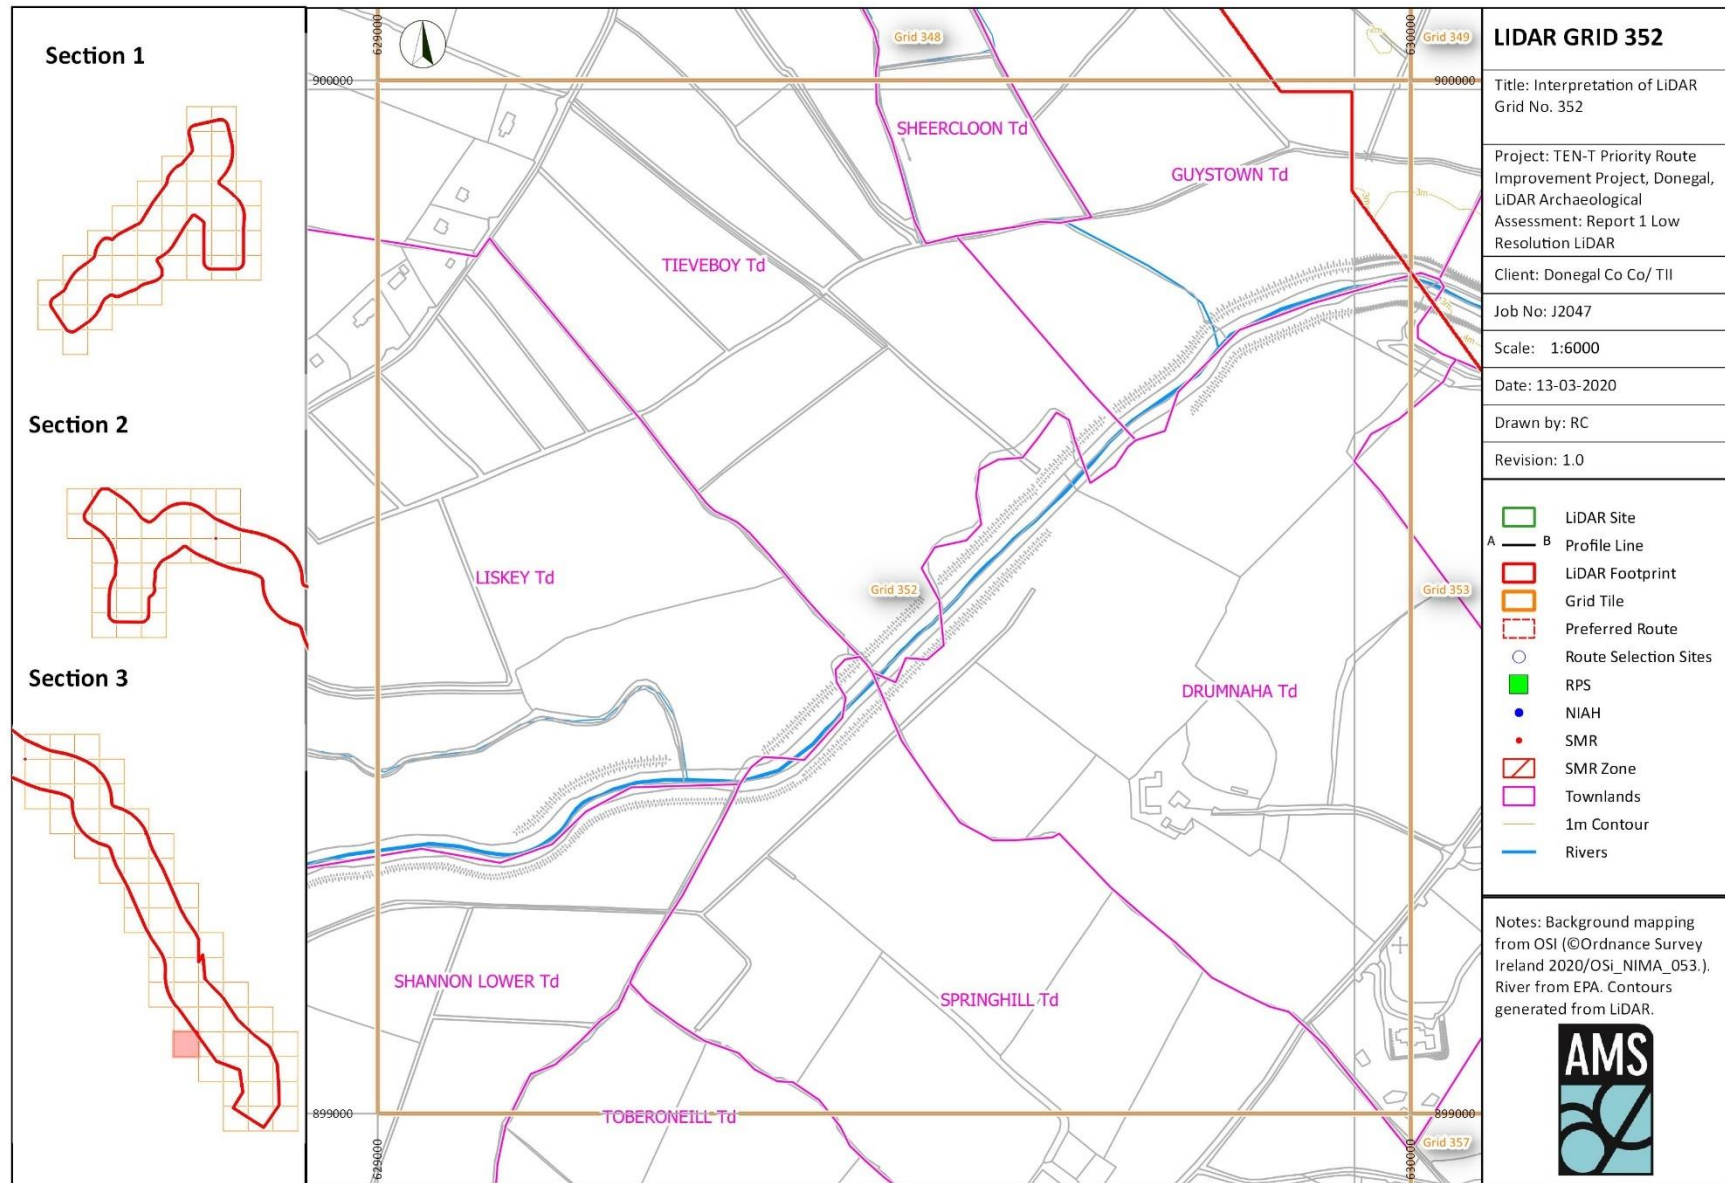 Section 1
Section 2
Section 3
629000
630000
Grid 348
Grid 349
900000
900000
SHEERCLOON Td
GUYSTOWN Td
TIEVEBOY Td
2m
3m
3m
3m
4m
LISKEY Td
Grid 352
Grid 353
DRUMNAHA Td
SHANNON LOWER Td
SPRINGHILL Td
TOBERONEILL Td
899000
899000
Grid 357
629000
630000
LIDAR GRID 352
Title: Interpretation of LiDAR
Grid No. 352
Project: TEN-T Priority Route
Improvement Project, Donegal,
LiDAR Archaeological
Assessment: Report 1 Low
Resolution LiDAR
Client: Donegal Co Co/ TII
Job No: J2047
Scale: 1:6000
Date: 13-03-2020
Drawn by: RC
Revision: 1.0
LiDAR Site
A B Profile Line
LiDAR Footprint
Grid Tile
Preferred Route
Route Selection Sites
RPS
NIAH
SMR
SMR Zone
Townlands
1m Contour
Rivers
Notes: Background mapping
from OSI (©Ordnance Survey
Ireland 2020/OSi_NIMA_053.).
River from EPA. Contours
generated from LiDAR.
AMS